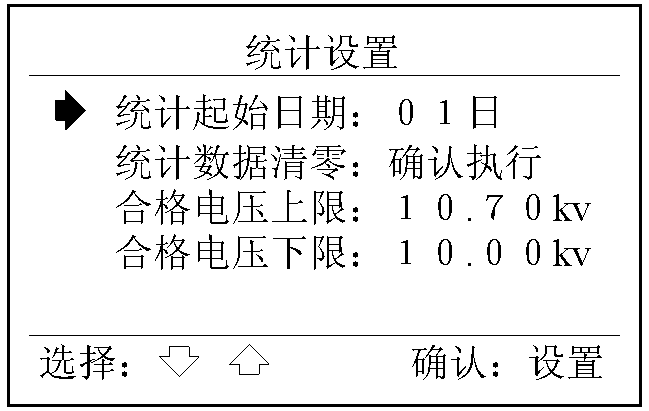 统计设置
统计起始日期：01日
统计数据清零：确认执行
合格电压上限：10.70kv
合格电压下限：10.00kv
选择： 确认：设置